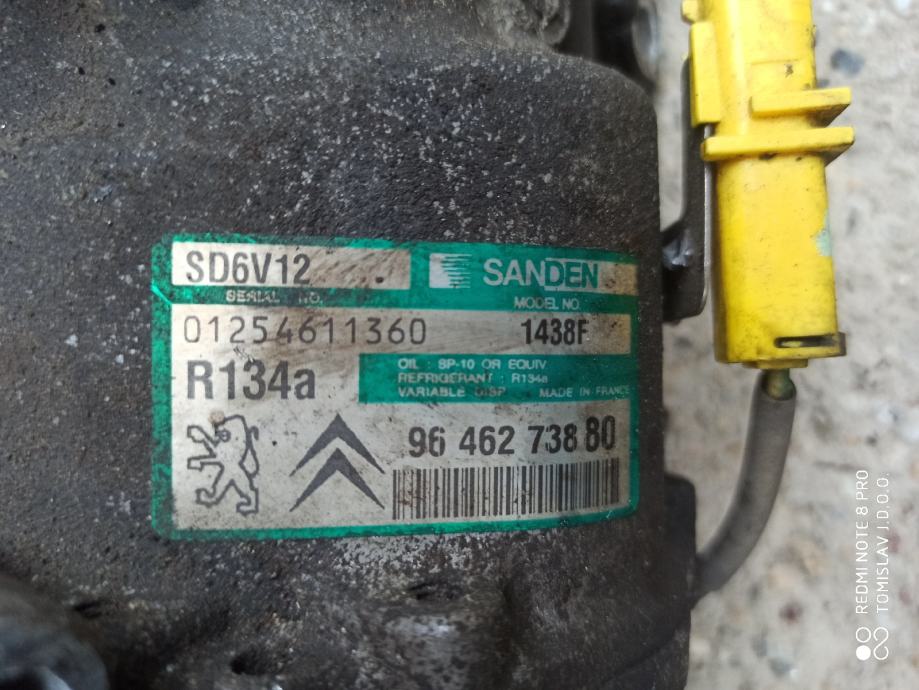 SD6V12
SANDEN
SERIAL NO.
MODEL NO.
01254611360
1438F
R134a
OIL : SP-10 OR EQUIV
REFRIGERANT : R134a
VARIABLE DISP
MADE IN FRANCE
96 462 738 80
REDMI NOTE 8 PRO
TOMISLAV J.D.O.O.